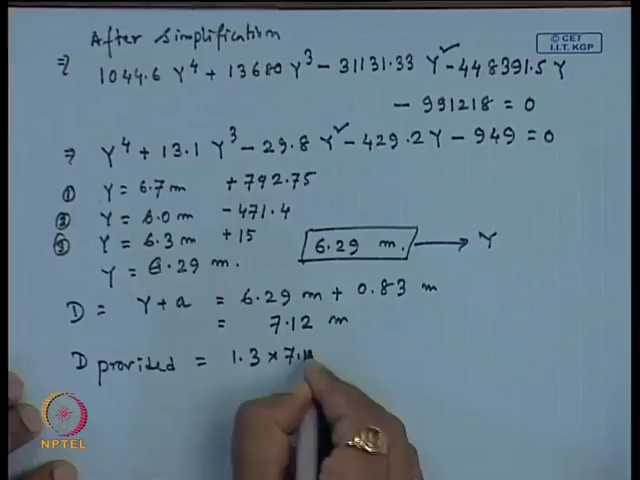 After Simplification
© CET
I.I.T. KGP
⇒ 1044.6 Y⁴ + 13680 Y³ - 31131.33 Y² - 448391.5 Y
- 991218 = 0
⇒ Y⁴ + 13.1 Y³ - 29.8 Y² - 429.2 Y - 949 = 0
① Y = 6.7 m + 792.75
② Y = 6.0 m - 471.4
③ Y = 6.3 m + 15
6.29 m. → Y
Y = 6.29 m.
D = Y + a = 6.29 m + 0.83 m
= 7.12 m
D provided = 1.3 × 7.1
NPTEL